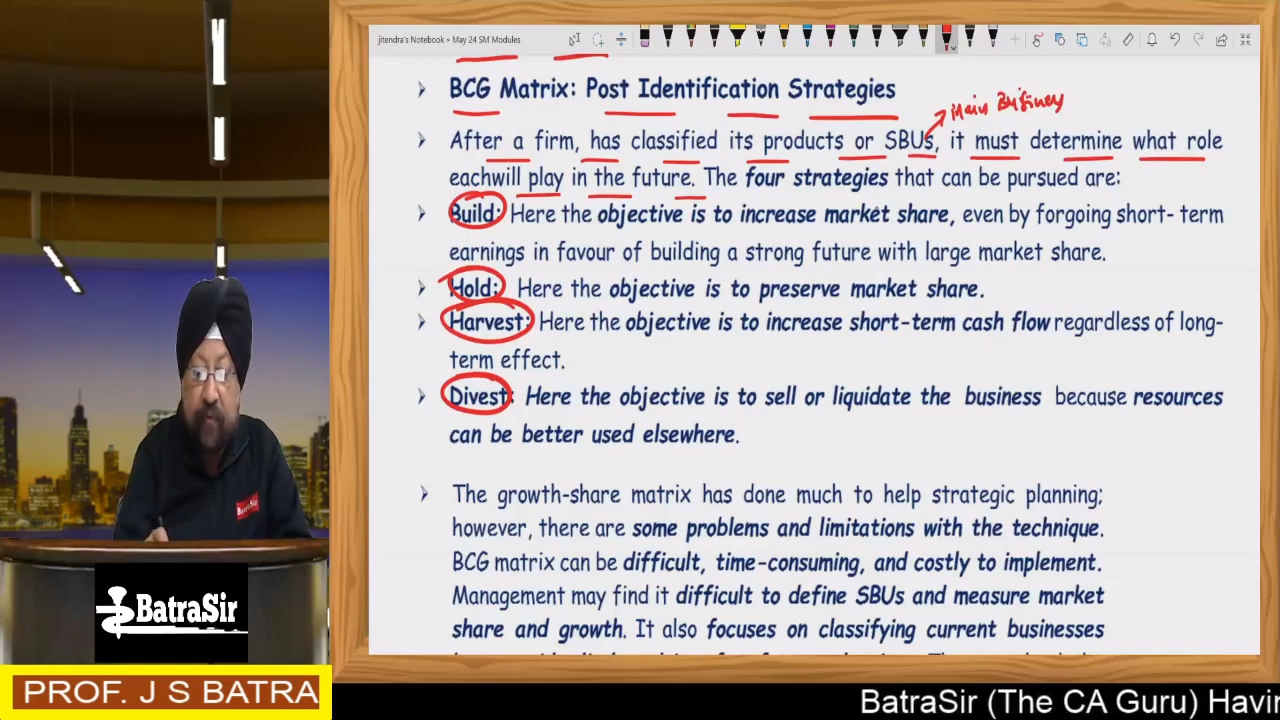 jitendra's Notebook » May 24 SM Modules
BCG Matrix: Post Identification Strategies
Main Business
After a firm, has classified its products or SBUs, it must determine what role
eachwill play in the future. The four strategies that can be pursued are:
Build: Here the objective is to increase market share, even by forgoing short- term
earnings in favour of building a strong future with large market share.
Hold: Here the objective is to preserve market share.
Harvest: Here the objective is to increase short-term cash flow regardless of long-
term effect.
Divest: Here the objective is to sell or liquidate the business because resources
can be better used elsewhere.
The growth-share matrix has done much to help strategic planning;
however, there are some problems and limitations with the technique.
BCG matrix can be difficult, time-consuming, and costly to implement.
Management may find it difficult to define SBUs and measure market
share and growth. It also focuses on classifying current businesses
BatraSir
BatraSir
PROF. J S BATRA
BatraSir (The CA Guru) Havin